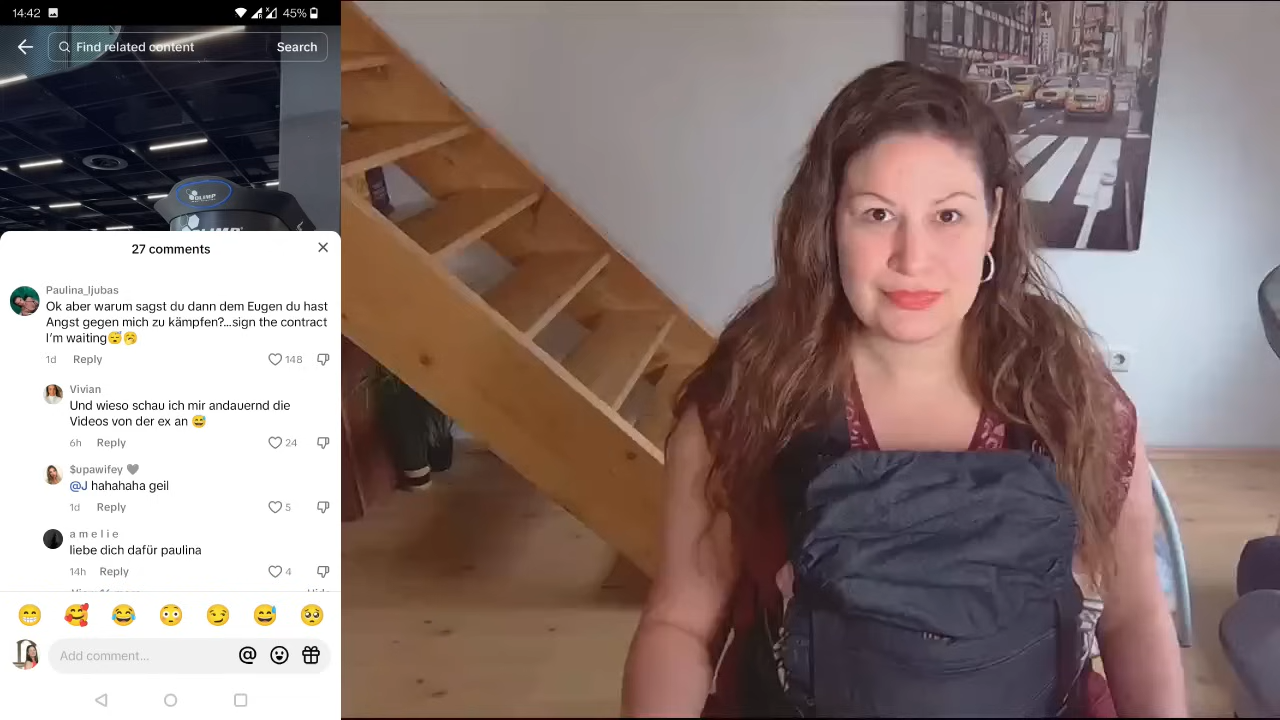 14:42
45%
Find related content
Search
OLIMP
OLIMP
27 comments
Paulina_ljubas
Ok aber warum sagst du dann dem Eugen du hast
Angst gegen mich zu kämpfen?...sign the contract
I'm waiting😴🥱
1d Reply
148
Vivian
Und wieso schau ich mir andauernd die
Videos von der ex an 😅
6h Reply
24
$upawifey 🩶
@J hahahaha geil
1d Reply
5
a m e l i e
liebe dich dafür paulina
14h Reply
4
Add comment...